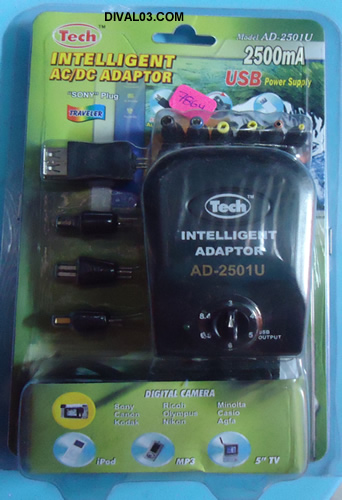 DIVAL03.COM
Tech™
Model AD-2501U
INTELLIGENT
AC/DC ADAPTOR
2500mA
USB Power Supply
"SONY" Plug
TRAVELER
Tech
INTELLIGENT
ADAPTOR
AD-2501U
USB
OUTPUT
DIGITAL CAMERA
Sony Ricoh Minolta
Canon Olympus Casio
Kodak Nikon Agfa
iPod MP3 5" TV